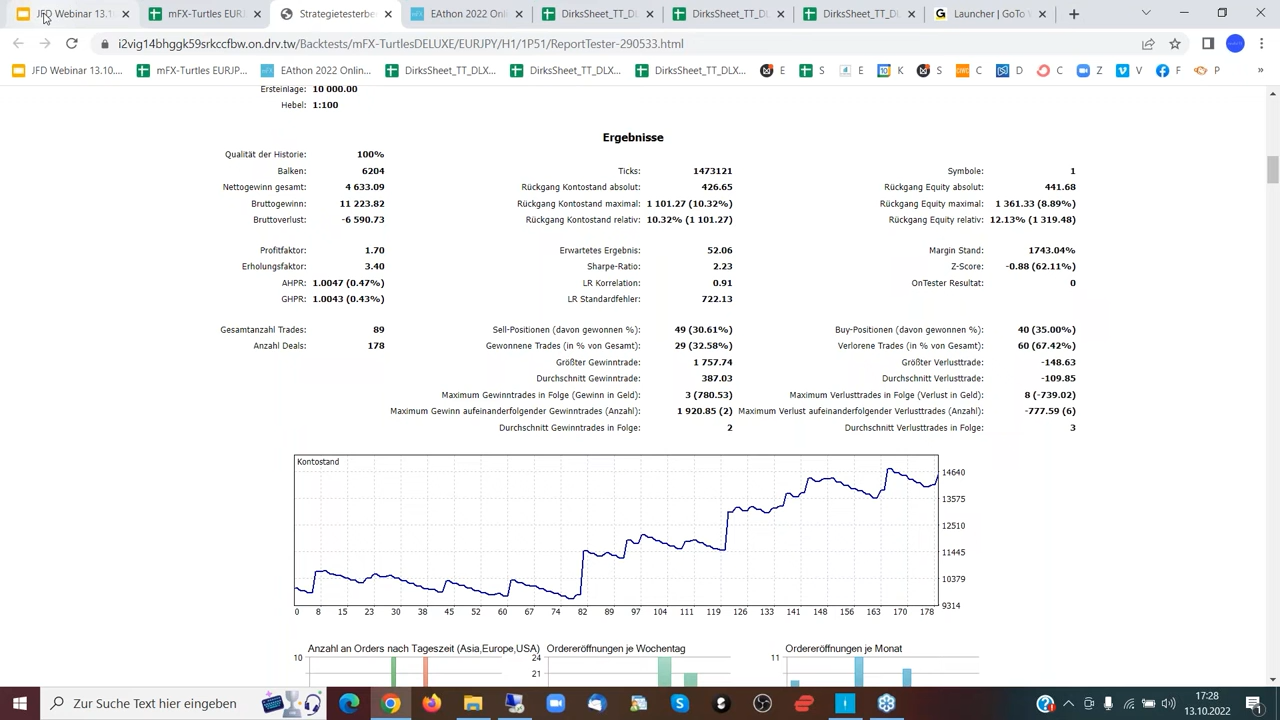 JFD Webinar 13.1
mFX-Turtles EURJ
Strategietesterbe
EAthon 2022 Onl
DirksSheet_TT_DL
DirksSheet_TT_DL
DirksSheet_TT_DL
Launcher | GoTo
i2vig14bhggk59srkccfbw.on.drv.tw/Backtests/mFX-TurtlesDELUXE/EURJPY/H1/1P51/ReportTester-290533.html
JFD Webinar 13.10....
mFX-Turtles EURJP...
EAthon 2022 Onlin...
DirksSheet_TT_DLX...
DirksSheet_TT_DLX...
DirksSheet_TT_DLX...
E
S
E
K
S
C
D
C
Z
V
F
P
»
Ersteinlage: 10 000.00
Hebel: 1:100
Ergebnisse
Qualität der Historie: 100%
Balken: 6204 Ticks: 1473121 Symbole: 1
Nettogewinn gesamt: 4 633.09 Rückgang Kontostand absolut: 426.65 Rückgang Equity absolut: 441.68
Bruttogewinn: 11 223.82 Rückgang Kontostand maximal: 1 101.27 (10.32%) Rückgang Equity maximal: 1 361.33 (8.89%)
Bruttoverlust: -6 590.73 Rückgang Kontostand relativ: 10.32% (1 101.27) Rückgang Equity relativ: 12.13% (1 319.48)
Profitfaktor: 1.70 Erwartetes Ergebnis: 52.06 Margin Stand: 1743.04%
Erholungsfaktor: 3.40 Sharpe-Ratio: 2.23 Z-Score: -0.88 (62.11%)
AHPR: 1.0047 (0.47%) LR Korrelation: 0.91 OnTester Resultat: 0
GHPR: 1.0043 (0.43%) LR Standardfehler: 722.13
Gesamtanzahl Trades: 89 Sell-Positionen (davon gewonnen %): 49 (30.61%) Buy-Positionen (davon gewonnen %): 40 (35.00%)
Anzahl Deals: 178 Gewonnene Trades (in % von Gesamt): 29 (32.58%) Verlorene Trades (in % von Gesamt): 60 (67.42%)
Größter Gewinntrade: 1 757.74 Größter Verlusttrade: -148.63
Durchschnitt Gewinntrade: 387.03 Durchschnitt Verlusttrade: -109.85
Maximum Gewinntrades in Folge (Gewinn in Geld): 3 (780.53) Maximum Verlusttrades in Folge (Verlust in Geld): 8 (-739.02)
Maximum Gewinn aufeinanderfolgender Gewinntrades (Anzahl): 1 920.85 (2) Maximum Verlust aufeinanderfolgender Verlusttrades (Anzahl): -777.59 (6)
Durchschnitt Gewinntrades in Folge: 2 Durchschnitt Verlusttrades in Folge: 3
Kontostand
14640
13575
12510
11445
10379
9314
0 8 15 23 30 38 45 52 60 67 74 82 89 97 104 111 119 126 133 141 148 156 163 170 178
Anzahl an Orders nach Tageszeit (Asia,Europe,USA) Ordereröffnungen je Wochentag Ordereröffnungen je Monat
10 24 11
21
Zur Suche Text hier eingeben
17:28
13.10.2022